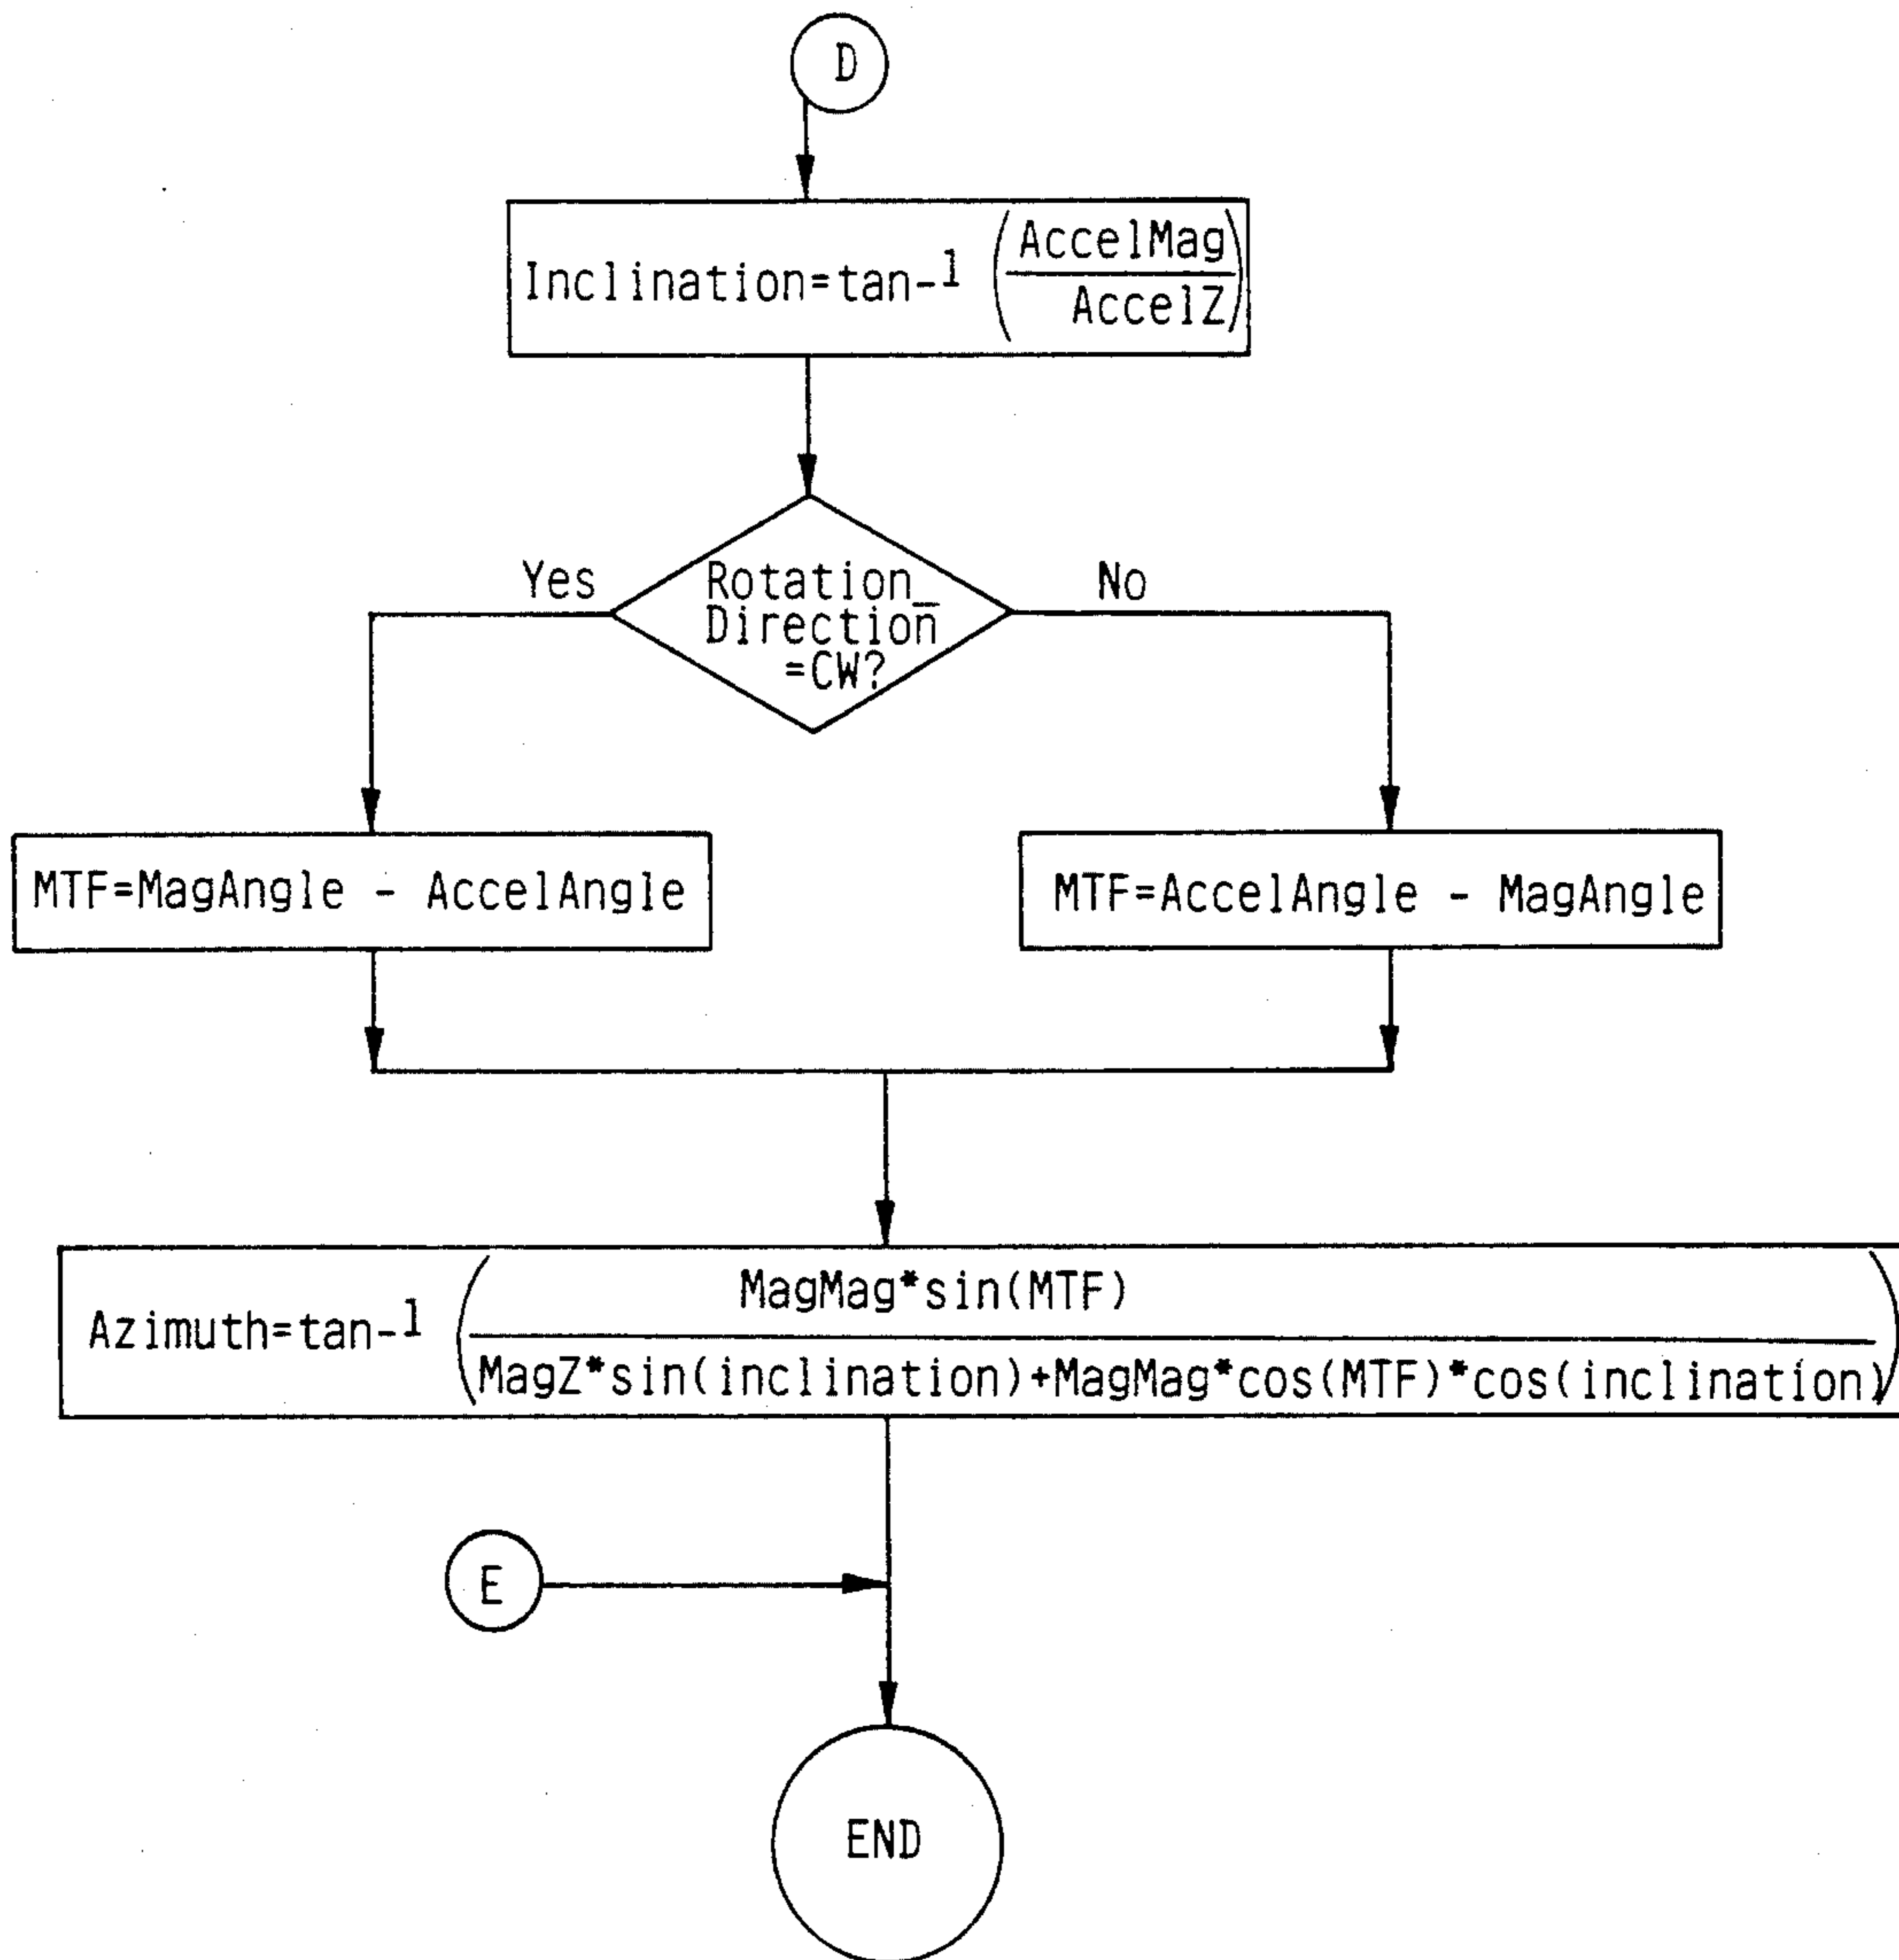 D
Inclination=tan-1 (AccelMag
AccelZ)
Yes
Rotation_
Direction
=CW?
No
MTF=MagAngle - AccelAngle
MTF=AccelAngle - MagAngle
MagMag*sin(MTF)
Azimuth=tan-1
MagZ*sin(inclination)+MagMag*cos(MTF)*cos(inclination)
E
END